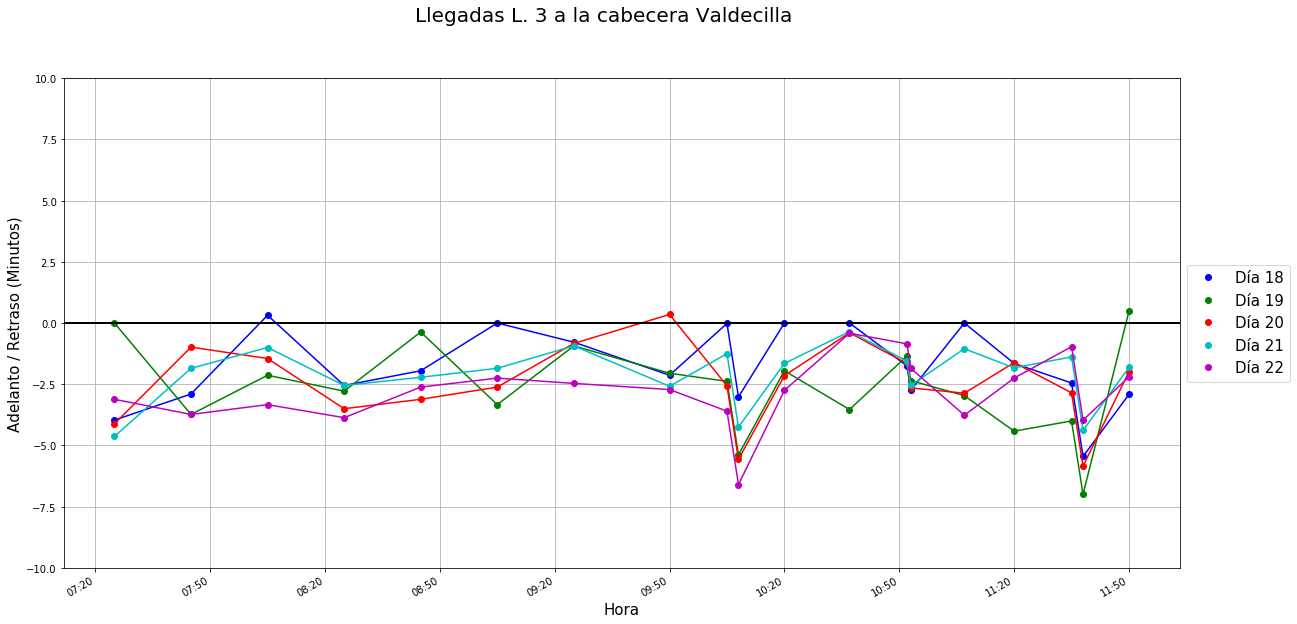 Llegadas L. 3 a la cabecera Valdecilla
Adelanto / Retraso (Minutos)
10.0
7.5
5.0
2.5
0.0
−2.5
−5.0
−7.5
−10.0
07:20 07:50 08:20 08:50 09:20 09:50 10:20 10:50 11:20 11:50
Hora
Día 18
Día 19
Día 20
Día 21
Día 22